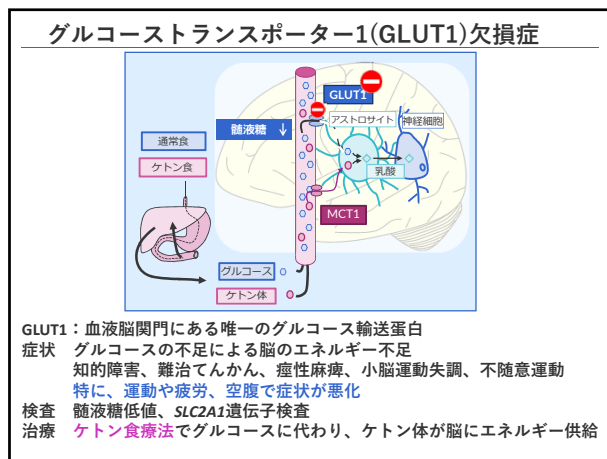 グルコーストランスポーター1(GLUT1)欠損症
GLUT1
アストロサイト
神経細胞
髄液糖 ↓
通常食
ケトン食
乳酸
MCT1
グルコース
ケトン体
GLUT1：血液脳関門にある唯一のグルコース輸送蛋白
症状 グルコースの不足による脳のエネルギー不足
知的障害、難治てんかん、痙性麻痺、小脳運動失調、不随意運動
特に、運動や疲労、空腹で症状が悪化
検査 髄液糖低値、SLC2A1遺伝子検査
治療 ケトン食療法でグルコースに代わり、ケトン体が脳にエネルギー供給